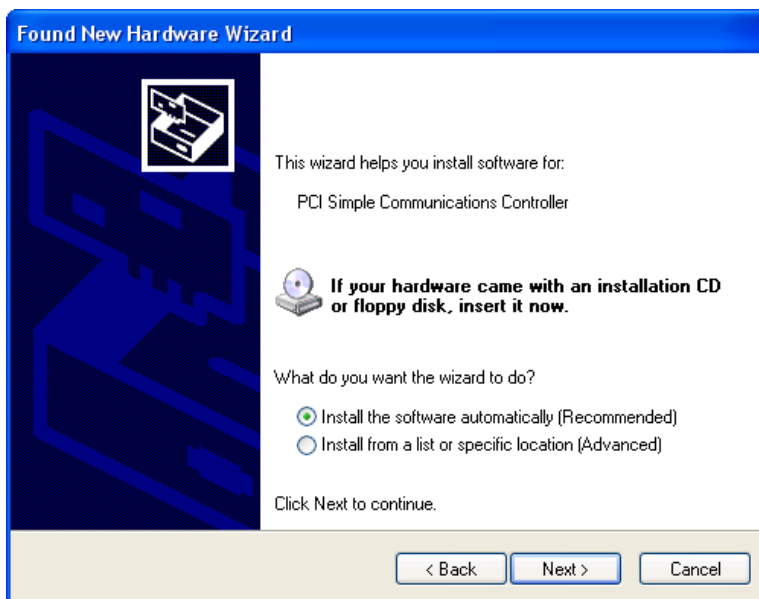 Found New Hardware Wizard
This wizard helps you install software for:
PCI Simple Communications Controller
If your hardware came with an installation CD
or floppy disk, insert it now.
What do you want the wizard to do?
Install the software automatically (Recommended)
Install from a list or specific location (Advanced)
Click Next to continue.
< Back Next > Cancel